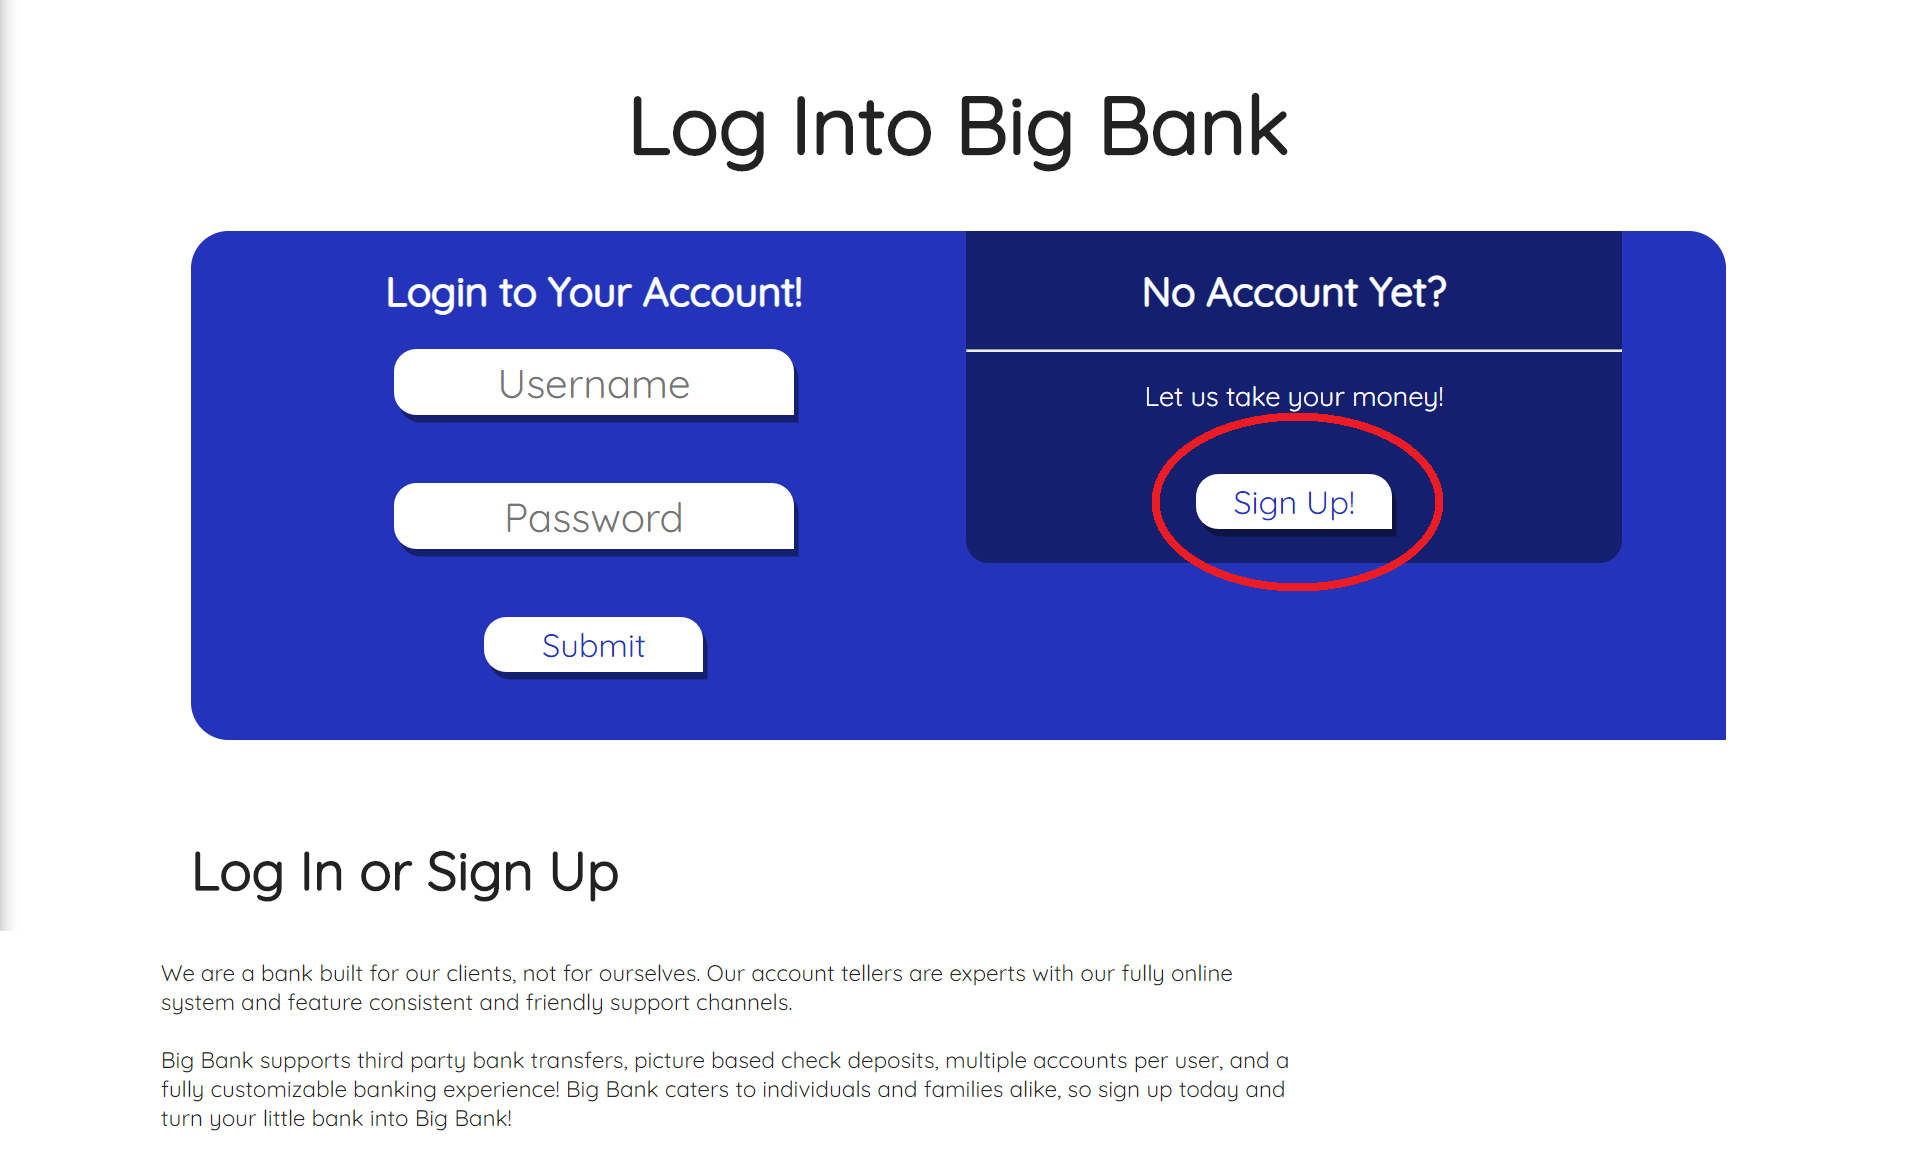 Log Into Big Bank
Login to Your Account!
Username
Password
Submit
No Account Yet?
Let us take your money!
Sign Up!
Log In or Sign Up
We are a bank built for our clients, not for ourselves. Our account tellers are experts with our fully online
system and feature consistent and friendly support channels.
Big Bank supports third party bank transfers, picture based check deposits, multiple accounts per user, and a
fully customizable banking experience! Big Bank caters to individuals and families alike, so sign up today and
turn your little bank into Big Bank!